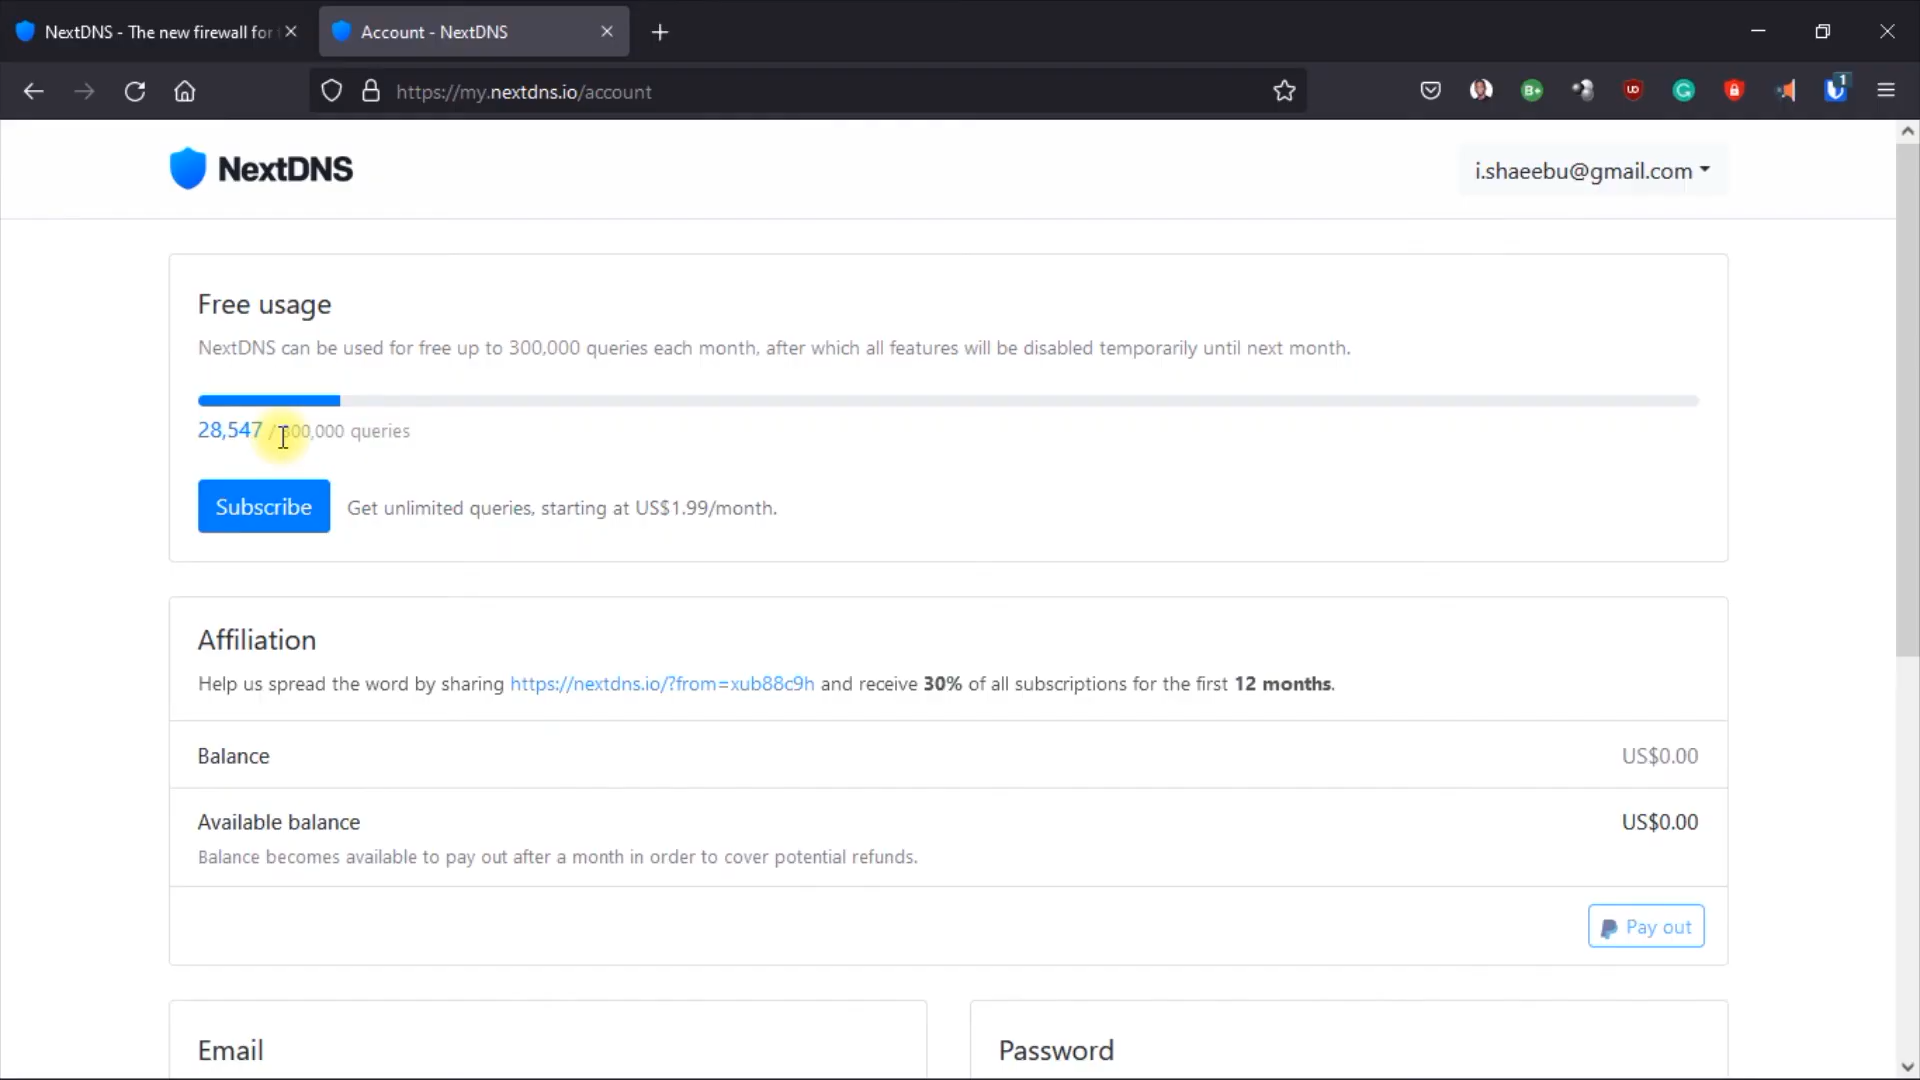 NextDNS - The new firewall for
Account - NextDNS
https://my.nextdns.io/account
1
NextDNS
i.shaeebu@gmail.com
Free usage
NextDNS can be used for free up to 300,000 queries each month, after which all features will be disabled temporarily until next month.
28,547 / 300,000 queries
Subscribe
Get unlimited queries, starting at US$1.99/month.
Affiliation
Help us spread the word by sharing https://nextdns.io/?from=xub88c9h and receive 30% of all subscriptions for the first 12 months.
Balance
US$0.00
Available balance
US$0.00
Balance becomes available to pay out after a month in order to cover potential refunds.
Pay out
Email
Password